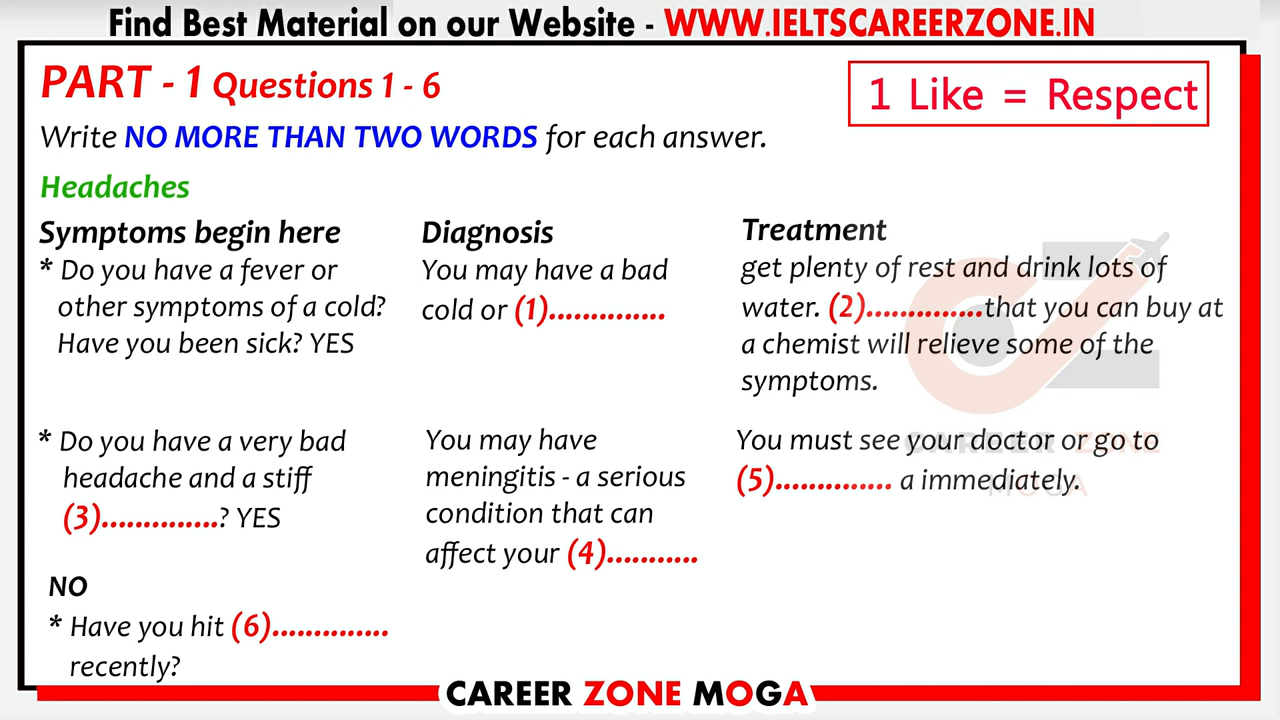 Find Best Material on our Website - WWW.IELTSCAREERZONE.IN
PART - 1 Questions 1 - 6
1 Like = Respect
Write NO MORE THAN TWO WORDS for each answer.
Headaches
Symptoms begin here
* Do you have a fever or
other symptoms of a cold?
Have you been sick? YES
Diagnosis
You may have a bad
cold or (1)..............
Treatment
get plenty of rest and drink lots of
water. (2)..............that you can buy at
a chemist will relieve some of the
symptoms.
* Do you have a very bad
headache and a stiff
(3)..............? YES
You may have
meningitis - a serious
condition that can
affect your (4)...........
You must see your doctor or go to
(5).............. a immediately.
CAREER ZONE
MOGA
NO
* Have you hit (6)..............
recently?
CAREER ZONE MOGA